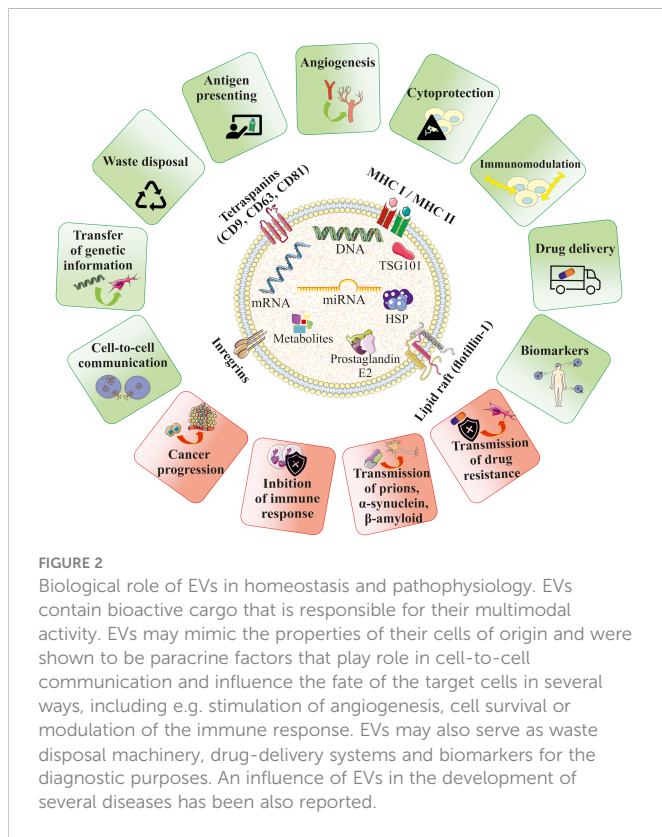 Angiogenesis
Antigen
presenting
Cytoprotection
Waste disposal
Immunomodulation
Tetraspanins
(CD9, CD63, CD81)
MHC I / MHC II
DNA
TSG101
Transfer
of genetic
information
Drug delivery
mRNA
miRNA
HSP
Metabolites
Prostaglandin
E2
Inregrins
Lipid raft (flotillin-1)
Cell-to-cell
communication
Biomarkers
Cancer
progression
Inbition
of immune
response
Transmission
of prions,
α-synuclein,
β-amyloid
Transmission
of drug
resistance
FIGURE 2
Biological role of EVs in homeostasis and pathophysiology. EVs
contain bioactive cargo that is responsible for their multimodal
activity. EVs may mimic the properties of their cells of origin and were
shown to be paracrine factors that play role in cell-to-cell
communication and influence the fate of the target cells in several
ways, including e.g. stimulation of angiogenesis, cell survival or
modulation of the immune response. EVs may also serve as waste
disposal machinery, drug-delivery systems and biomarkers for the
diagnostic purposes. An influence of EVs in the development of
several diseases has been also reported.